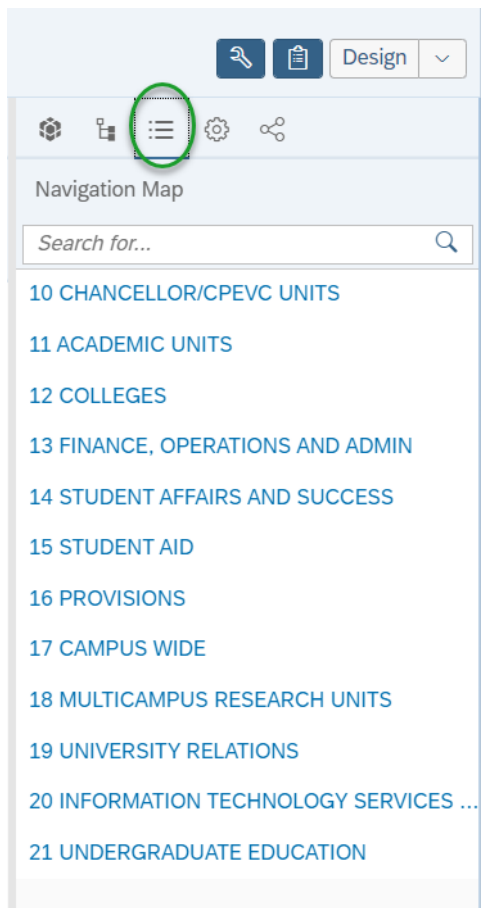 Design
Navigation Map
Search for...
10 CHANCELLOR/CPEVC UNITS
11 ACADEMIC UNITS
12 COLLEGES
13 FINANCE, OPERATIONS AND ADMIN
14 STUDENT AFFAIRS AND SUCCESS
15 STUDENT AID
16 PROVISIONS
17 CAMPUS WIDE
18 MULTICAMPUS RESEARCH UNITS
19 UNIVERSITY RELATIONS
20 INFORMATION TECHNOLOGY SERVICES ...
21 UNDERGRADUATE EDUCATION